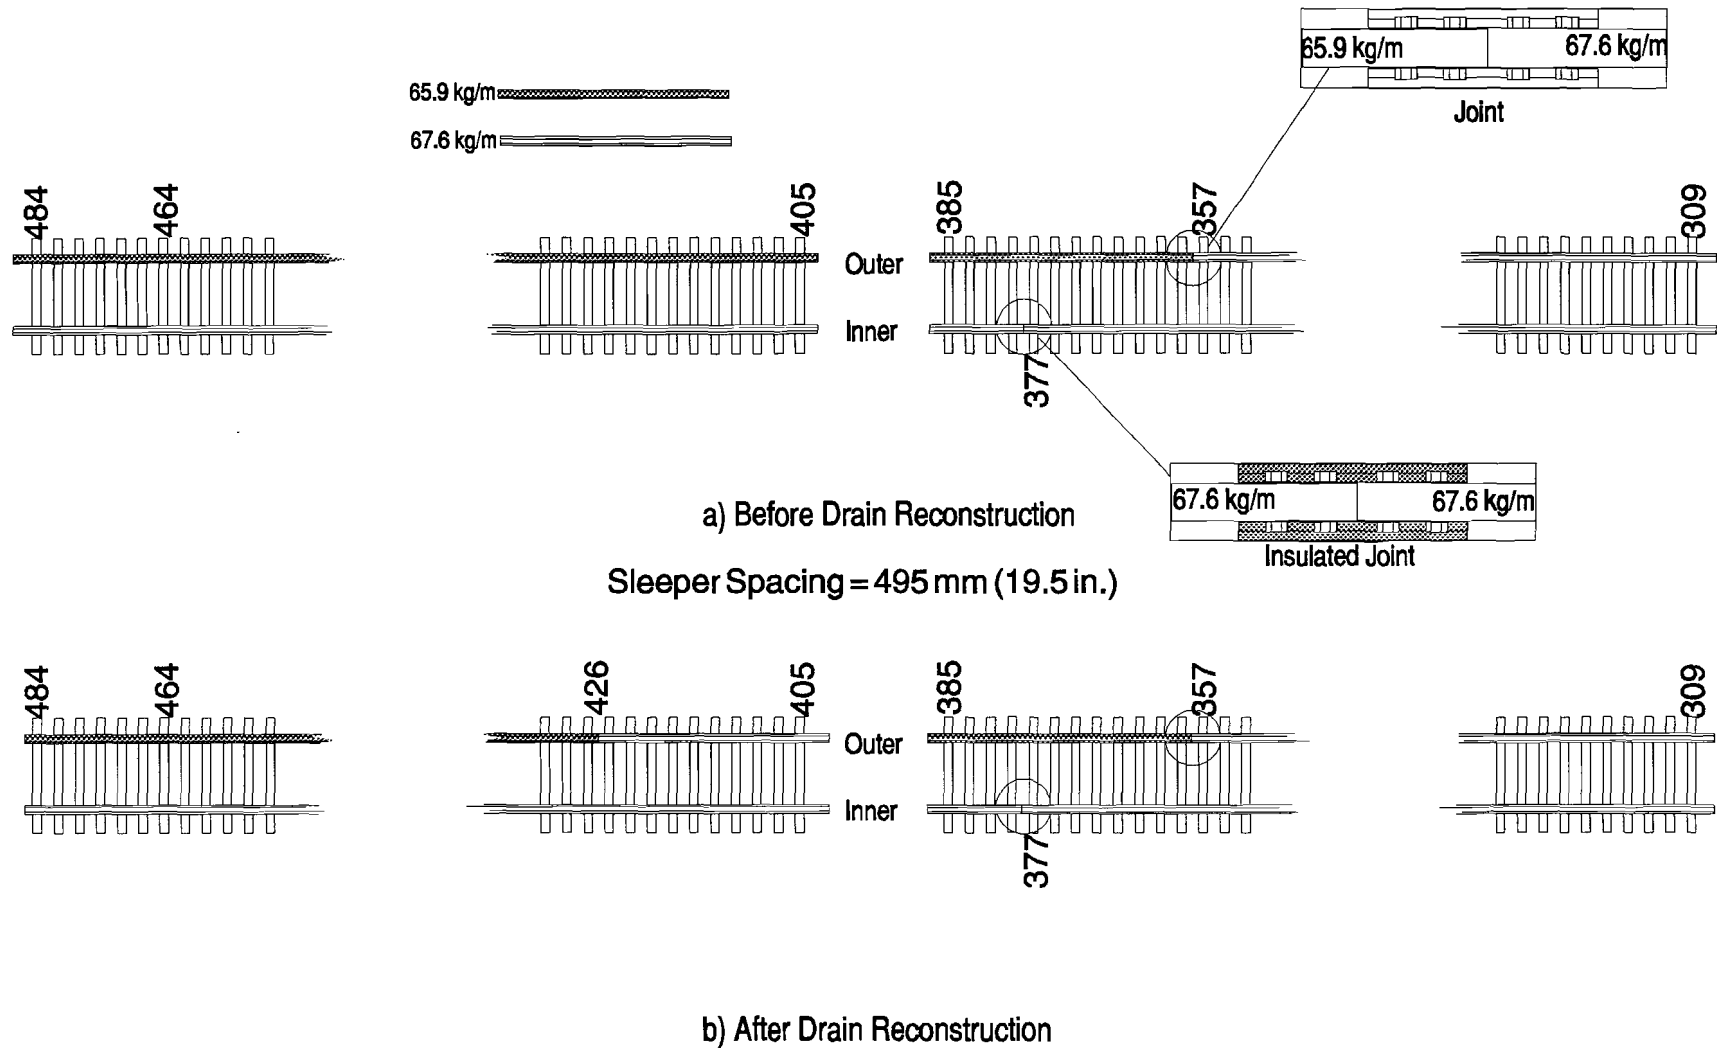 65.9 kg/m 67.6 kg/m
Joint
65.9 kg/m
67.6 kg/m
484 464 405 385 357 309
Outer
Inner
377
67.6 kg/m 67.6 kg/m
Insulated Joint
a) Before Drain Reconstruction
Sleeper Spacing = 495 mm (19.5 in.)
484 464 426 405 385 357 309
Outer
Inner
377
b) After Drain Reconstruction